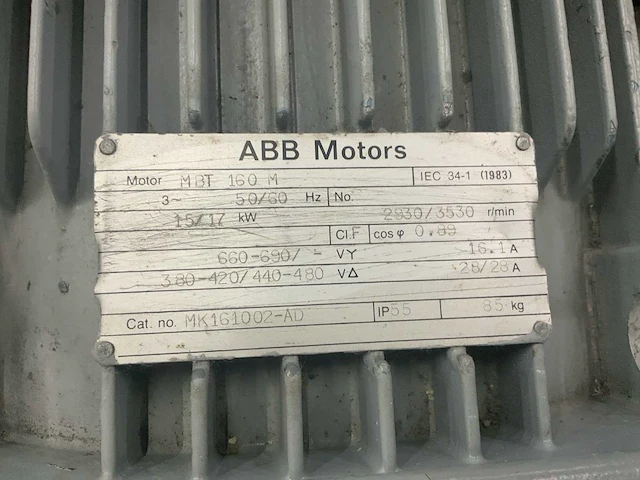 ABB Motors
Motor MBT 160 M IEC 34-1 (1983)
3~ 50/60 Hz No.
15/17 kW 2930/3530 r/min
Cl.F cos φ 0.89
660-690/ - VY 16.1 A
380-420/440-480 VΔ 28/28 A
Cat. no. MK161002-AD IP 55 85 kg